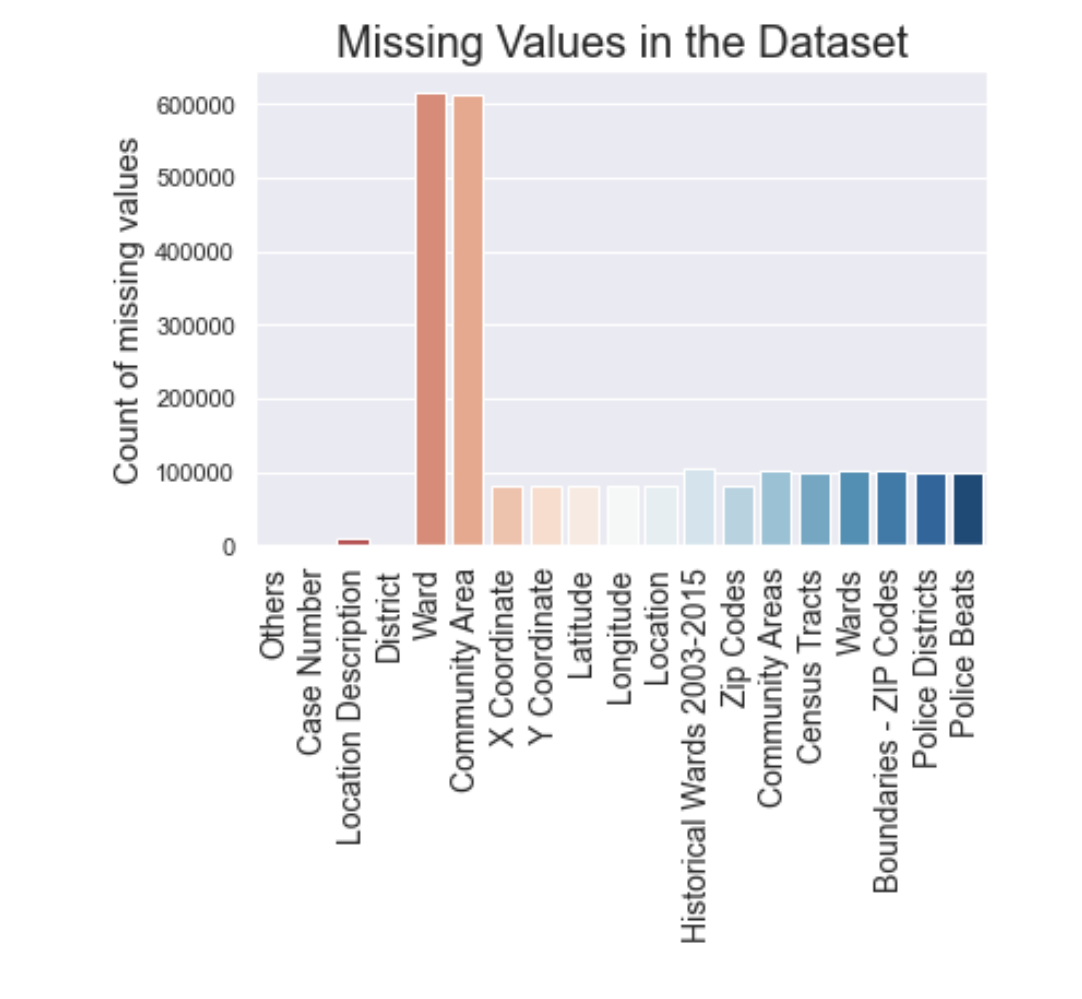 Missing Values in the Dataset
Count of missing values
600000
500000
400000
300000
200000
100000
0
Others
Case Number
Location Description
District
Ward
Community Area
X Coordinate
Y Coordinate
Latitude
Longitude
Location
Historical Wards 2003-2015
Zip Codes
Community Areas
Census Tracts
Wards
Boundaries - ZIP Codes
Police Districts
Police Beats